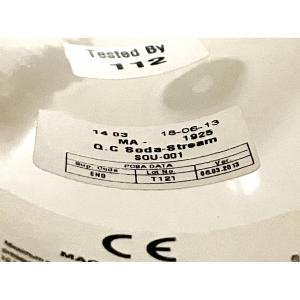 Tested By
112
14 03 18-06-13
MA - 1925
Q.C Soda-Stream
SOU-001
PCBA DATA
Sup. Code Lot No. Ver
ENG T121 06.03.2013
CE